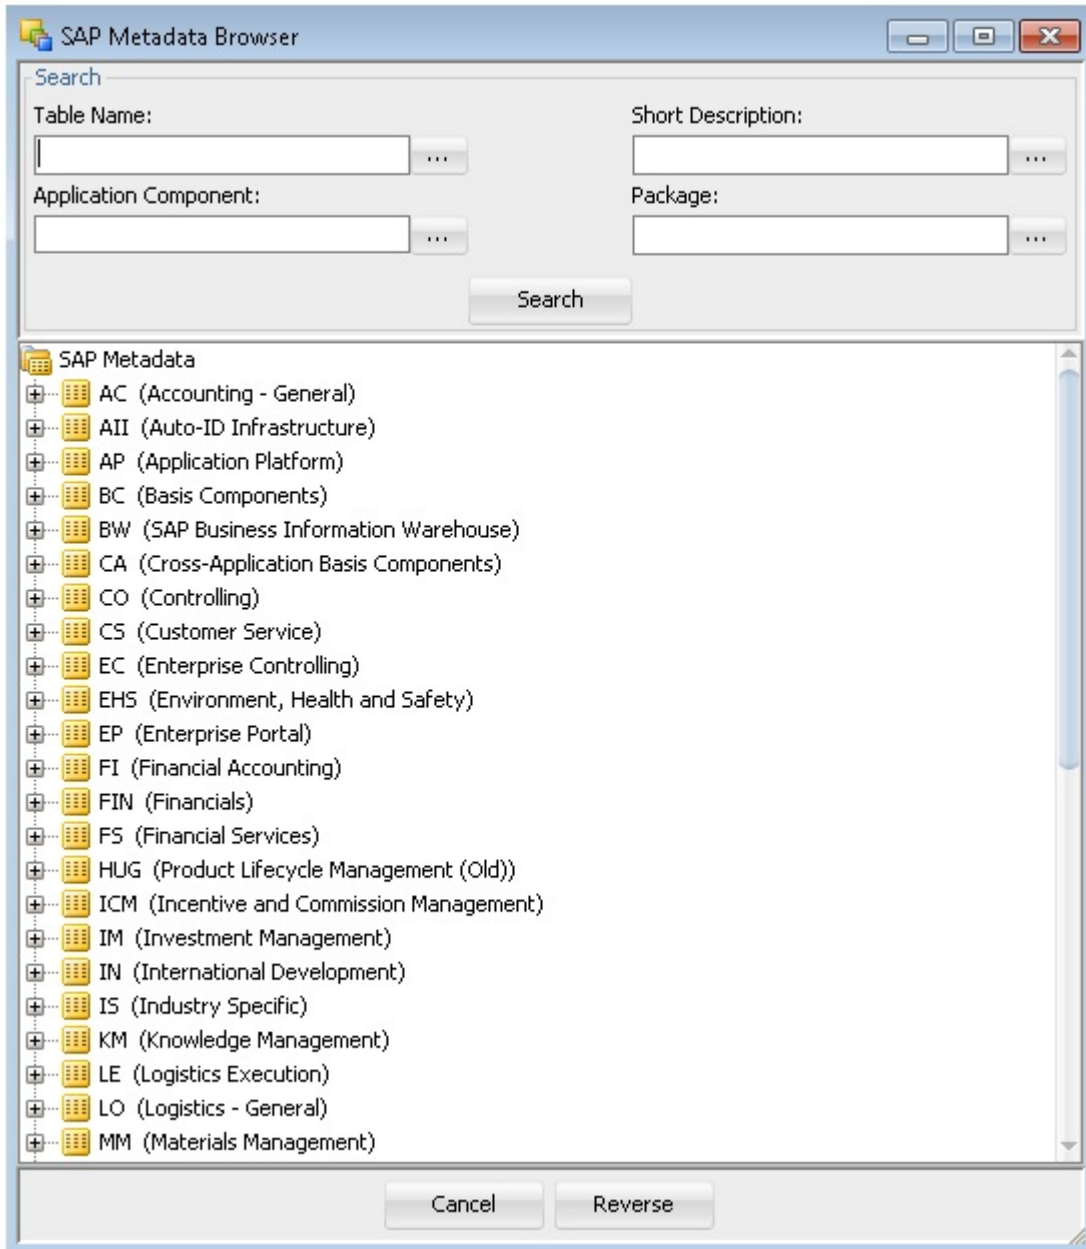 SAP Metadata Browser
Search
Table Name:
Short Description:
...
...
Application Component:
Package:
...
...
Search
SAP Metadata
AC (Accounting - General)
AII (Auto-ID Infrastructure)
AP (Application Platform)
BC (Basis Components)
BW (SAP Business Information Warehouse)
CA (Cross-Application Basis Components)
CO (Controlling)
CS (Customer Service)
EC (Enterprise Controlling)
EHS (Environment, Health and Safety)
EP (Enterprise Portal)
FI (Financial Accounting)
FIN (Financials)
FS (Financial Services)
HUG (Product Lifecycle Management (Old))
ICM (Incentive and Commission Management)
IM (Investment Management)
IN (International Development)
IS (Industry Specific)
KM (Knowledge Management)
LE (Logistics Execution)
LO (Logistics - General)
MM (Materials Management)
Cancel
Reverse